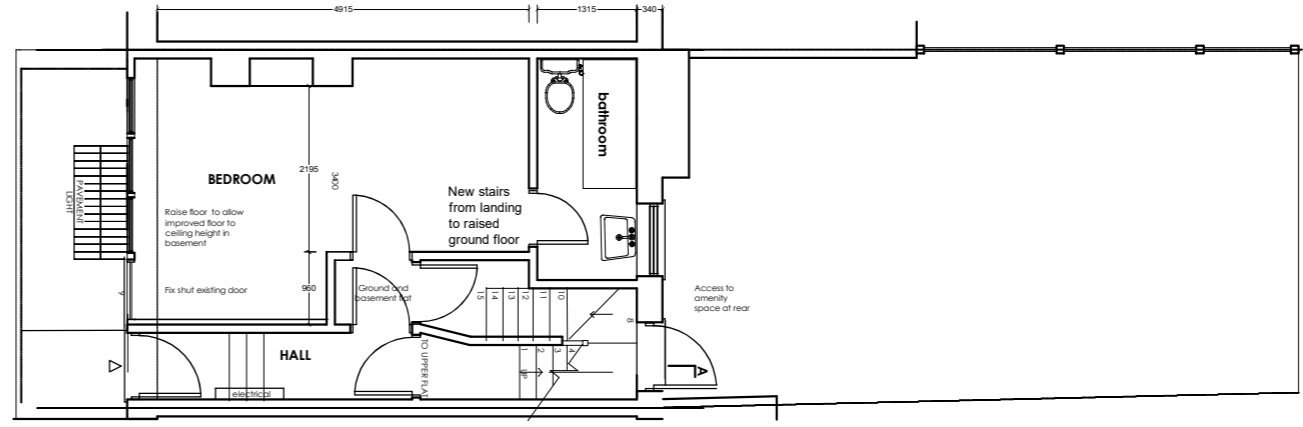 4915
1315
340
bathroom
BEDROOM
2195
3400
New stairs
from landing
to raised
ground floor
PAVEMENT
LIGHT
Raise floor to allow
improved floor to
ceiling height in
basement
Fix shut existing door
960
Ground and
basement flat
15
14
13
12
11
10
9
8
Access to
amenity
space at rear
HALL
TO UPPER FLAT
1
2
3
4
UP
A
electrical